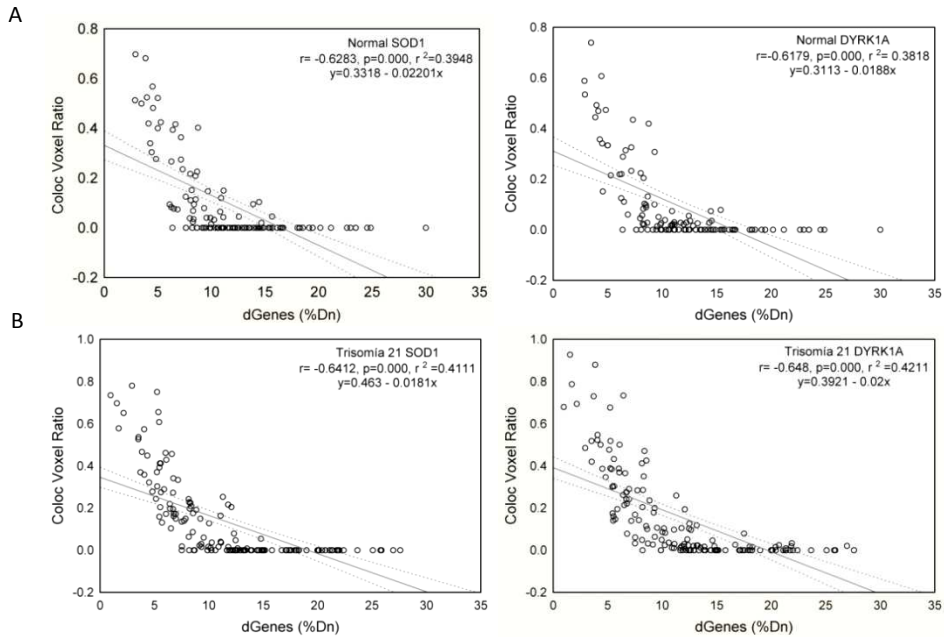 A
Normal SOD1
r= -0.6283, p=0.000, r ²=0.3948
y=0.3318 - 0.02201x
Coloc Voxel Ratio
0.8
0.6
0.4
0.2
0.0
-0.2
0 5 10 15 20 25 30 35
dGenes (%Dn)
Normal DYRK1A
r=-0.6179, p=0.000, r ²= 0.3818
y=0.3113 - 0.0188x
Coloc Voxel Ratio
0.8
0.6
0.4
0.2
0.0
-0.2
0 5 10 15 20 25 30 35
dGenes (%Dn)
B
Trisomía 21 SOD1
r= -0.6412, p=0.000, r ² =0.4111
y=0.463 - 0.0181x
Coloc Voxel Ratio
1.0
0.8
0.6
0.4
0.2
0.0
-0.2
0 5 10 15 20 25 30 35
dGenes (%Dn)
Trisomía 21 DYRK1A
r= -0.648, p=0.000, r ² =0.4211
y=0.3921 - 0.02x
Coloc Voxel Ratio
1.0
0.8
0.6
0.4
0.2
0.0
-0.2
0 5 10 15 20 25 30 35
dGenes (%Dn)